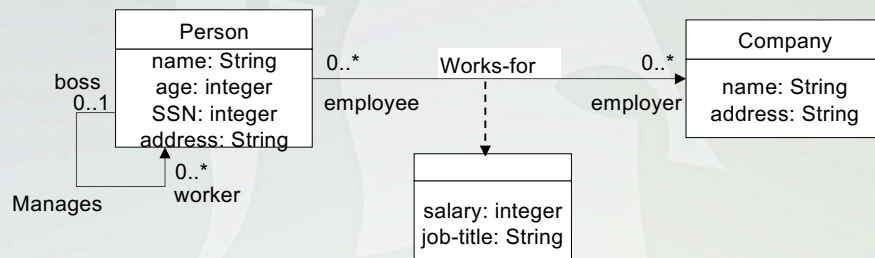 Person
name: String
age: integer
SSN: integer
address: String
boss
0..1
0..*
worker
Manages
0..*
employee
Works-for
0..*
employer
Company
name: String
address: String
salary: integer
job-title: String